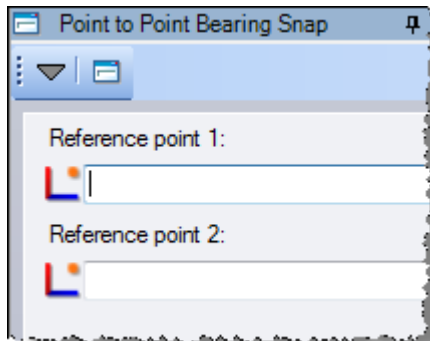 Point to Point Bearing Snap
Reference point 1:
Reference point 2: